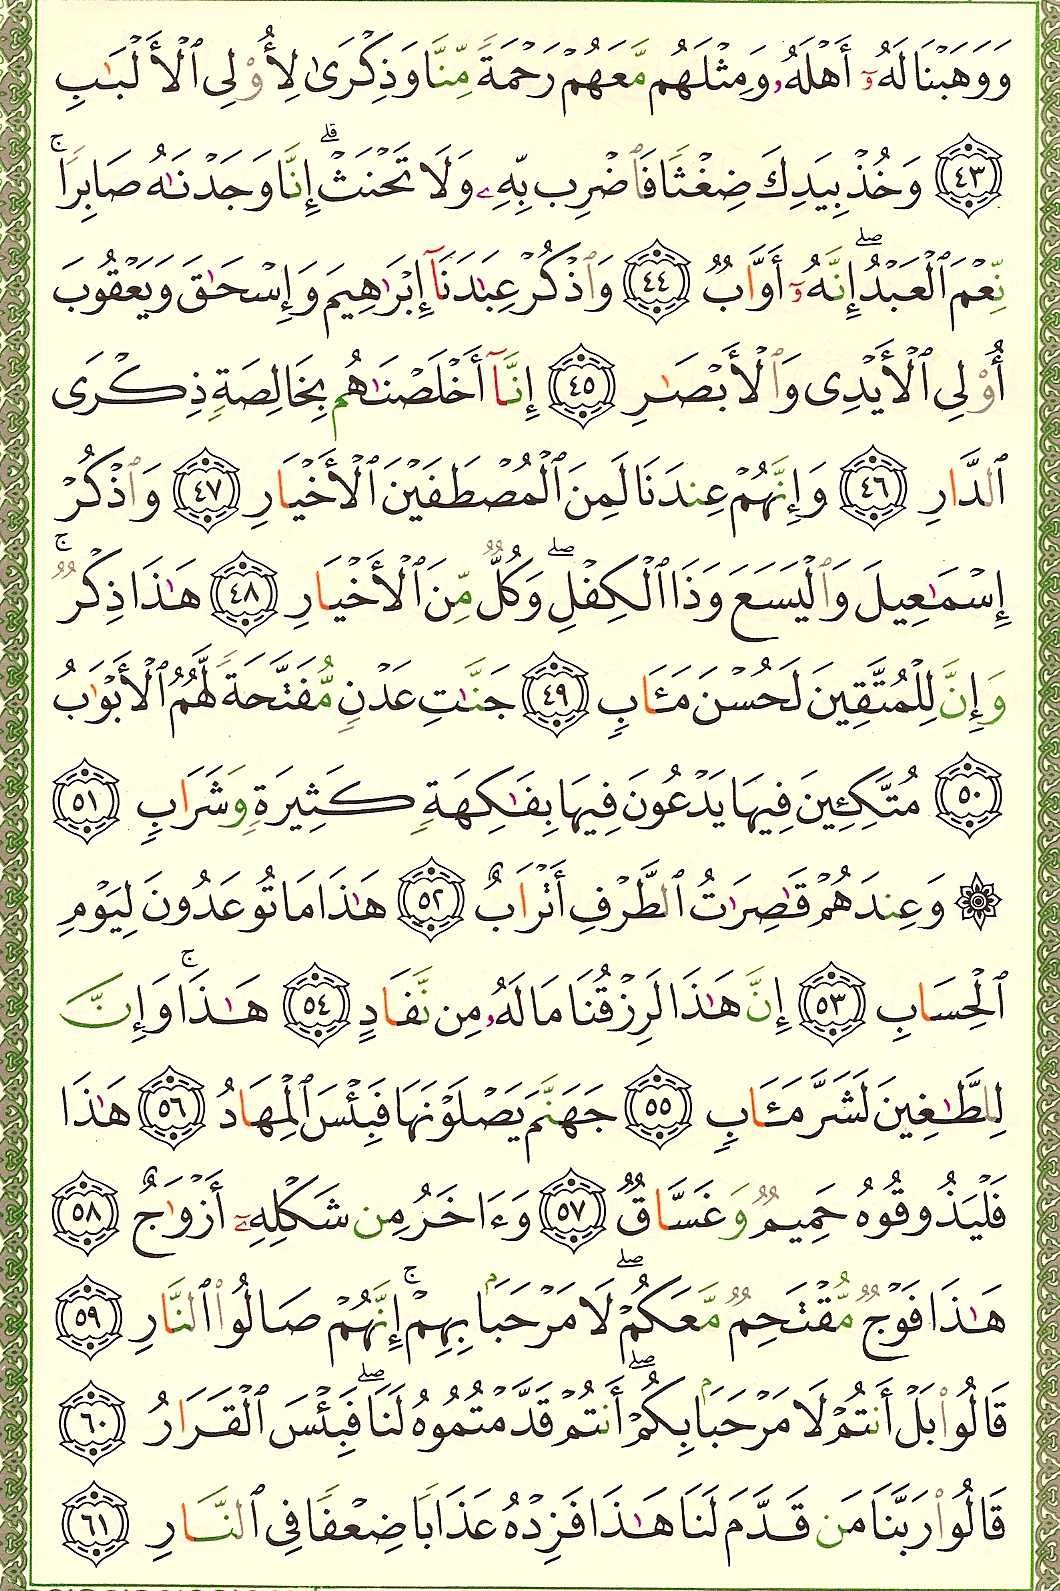 وَوَهَبْنَا لَهُۥٓ أَهْلَهُۥ وَمِثْلَهُم مَّعَهُمْ رَحْمَةً مِّنَّا وَذِكْرَىٰ لِأُو۟لِى ٱلْأَلْبَٰبِ
﴿٤٣﴾ وَخُذْ بِيَدِكَ ضِغْثًا فَٱضْرِب بِّهِۦ وَلَا تَحْنَثْ ۗ إِنَّا وَجَدْنَٰهُ صَابِرًا ۚ
نِّعْمَ ٱلْعَبْدُ ۖ إِنَّهُۥٓ أَوَّابٌ ﴿٤٤﴾ وَٱذْكُرْ عِبَٰدَنَآ إِبْرَٰهِيمَ وَإِسْحَٰقَ وَيَعْقُوبَ
أُو۟لِى ٱلْأَيْدِى وَٱلْأَبْصَٰرِ ﴿٤٥﴾ إِنَّآ أَخْلَصْنَٰهُم بِخَالِصَةٍ ذِكْرَى
ٱلدَّارِ ﴿٤٦﴾ وَإِنَّهُمْ عِندَنَا لَمِنَ ٱلْمُصْطَفَيْنَ ٱلْأَخْيَارِ ﴿٤٧﴾ وَٱذْكُرْ
إِسْمَٰعِيلَ وَٱلْيَسَعَ وَذَا ٱلْكِفْلِ ۖ وَكُلٌّ مِّنَ ٱلْأَخْيَارِ ﴿٤٨﴾ هَٰذَا ذِكْرٌ ۚ
وَإِنَّ لِلْمُتَّقِينَ لَحُسْنَ مَـَٔابٍ ﴿٤٩﴾ جَنَّٰتِ عَدْنٍ مُّفَتَّحَةً لَّهُمُ ٱلْأَبْوَٰبُ
﴿٥٠﴾ مُتَّكِـِٔينَ فِيهَا يَدْعُونَ فِيهَا بِفَٰكِهَةٍ كَثِيرَةٍ وَشَرَابٍ ﴿٥١﴾
۞ وَعِندَهُمْ قَٰصِرَٰتُ ٱلطَّرْفِ أَتْرَابٌ ﴿٥٢﴾ هَٰذَا مَا تُوعَدُونَ لِيَوْمِ
ٱلْحِسَابِ ﴿٥٣﴾ إِنَّ هَٰذَا لَرِزْقُنَا مَا لَهُۥ مِن نَّفَادٍ ﴿٥٤﴾ هَٰذَا ۚ وَإِنَّ
لِلطَّٰغِينَ لَشَرَّ مَـَٔابٍ ﴿٥٥﴾ جَهَنَّمَ يَصْلَوْنَهَا فَبِئْسَ ٱلْمِهَادُ ﴿٥٦﴾ هَٰذَا
فَلْيَذُوقُوهُ حَمِيمٌ وَغَسَّاقٌ ﴿٥٧﴾ وَءَاخَرُ مِن شَكْلِهِۦٓ أَزْوَٰجٌ ﴿٥٨﴾
هَٰذَا فَوْجٌ مُّقْتَحِمٌ مَّعَكُمْ ۖ لَا مَرْحَبًۢا بِهِمْ ۚ إِنَّهُمْ صَالُوا۟ ٱلنَّارِ ﴿٥٩﴾
قَالُوا۟ بَلْ أَنتُمْ لَا مَرْحَبًۢا بِكُمْ ۖ أَنتُمْ قَدَّمْتُمُوهُ لَنَا ۖ فَبِئْسَ ٱلْقَرَارُ ﴿٦٠﴾
قَالُوا۟ رَبَّنَا مَن قَدَّمَ لَنَا هَٰذَا فَزِدْهُ عَذَابًا ضِعْفًا فِى ٱلنَّارِ ﴿٦١﴾